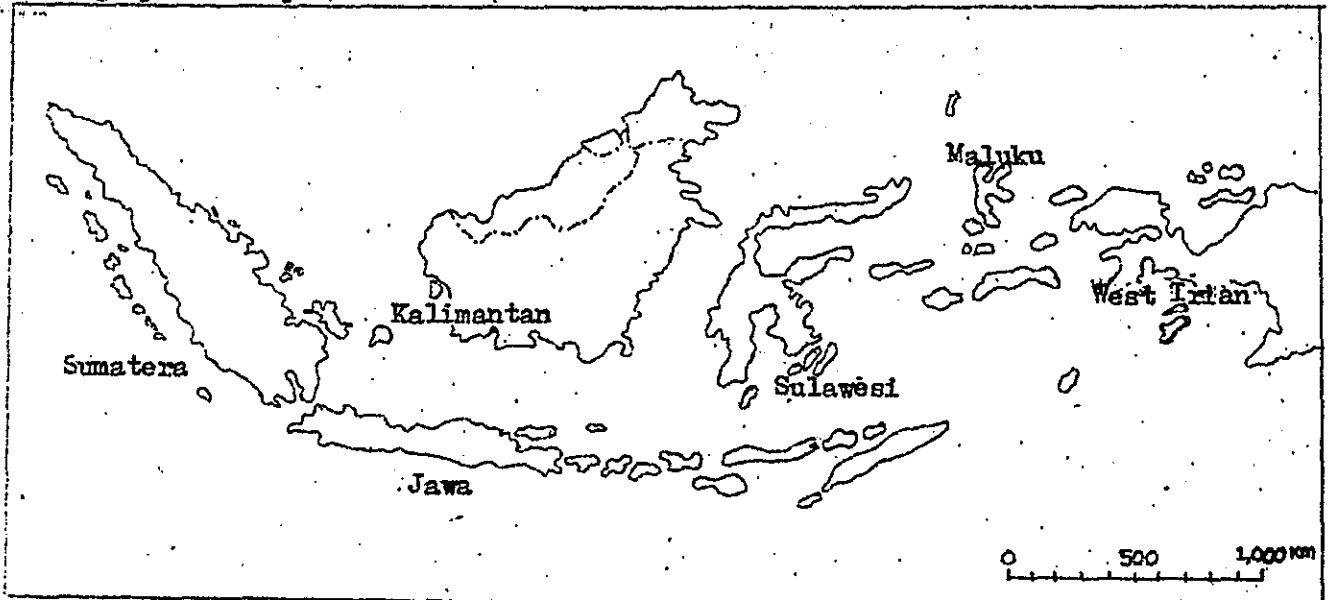 Maluku
West Irian
Kalimantan
Sumatera
Sulawesi
Jawa
0 500 1,000 km